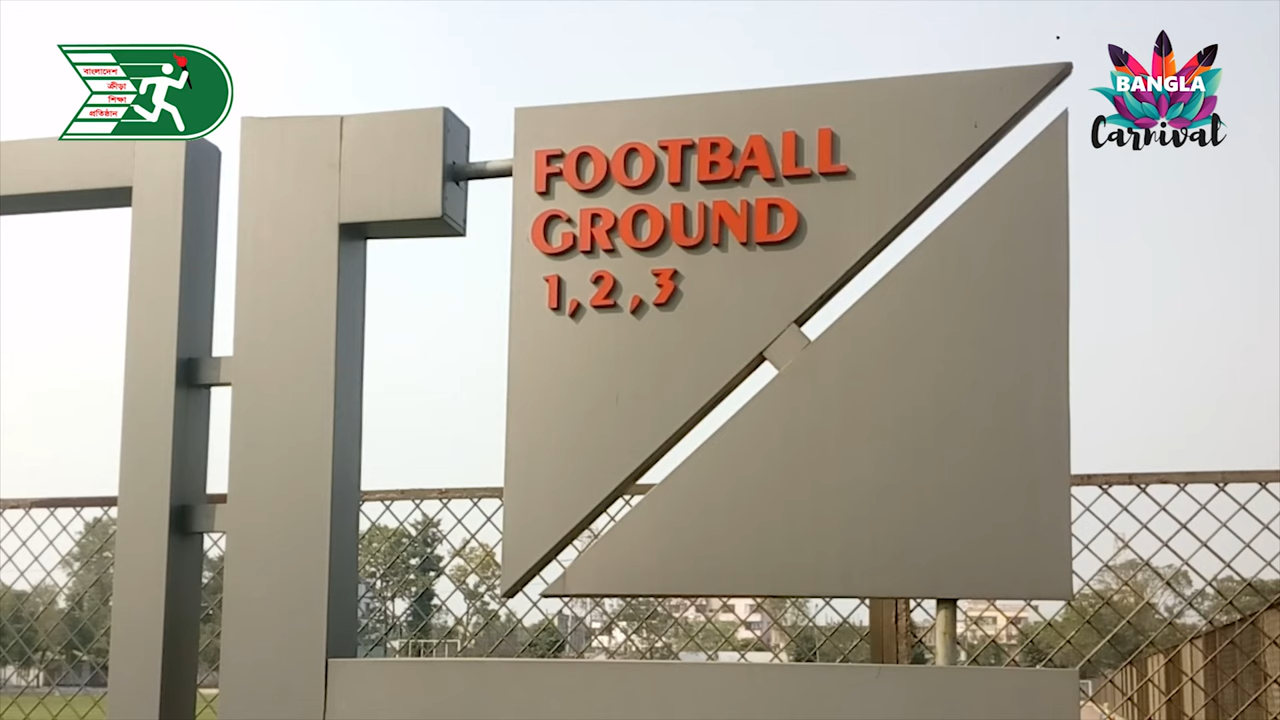 বাংলাদেশ
ক্রীড়া
শিক্ষা
প্রতিষ্ঠান
BANGLA
Carnival
FOOTBALL
GROUND
1,2,3